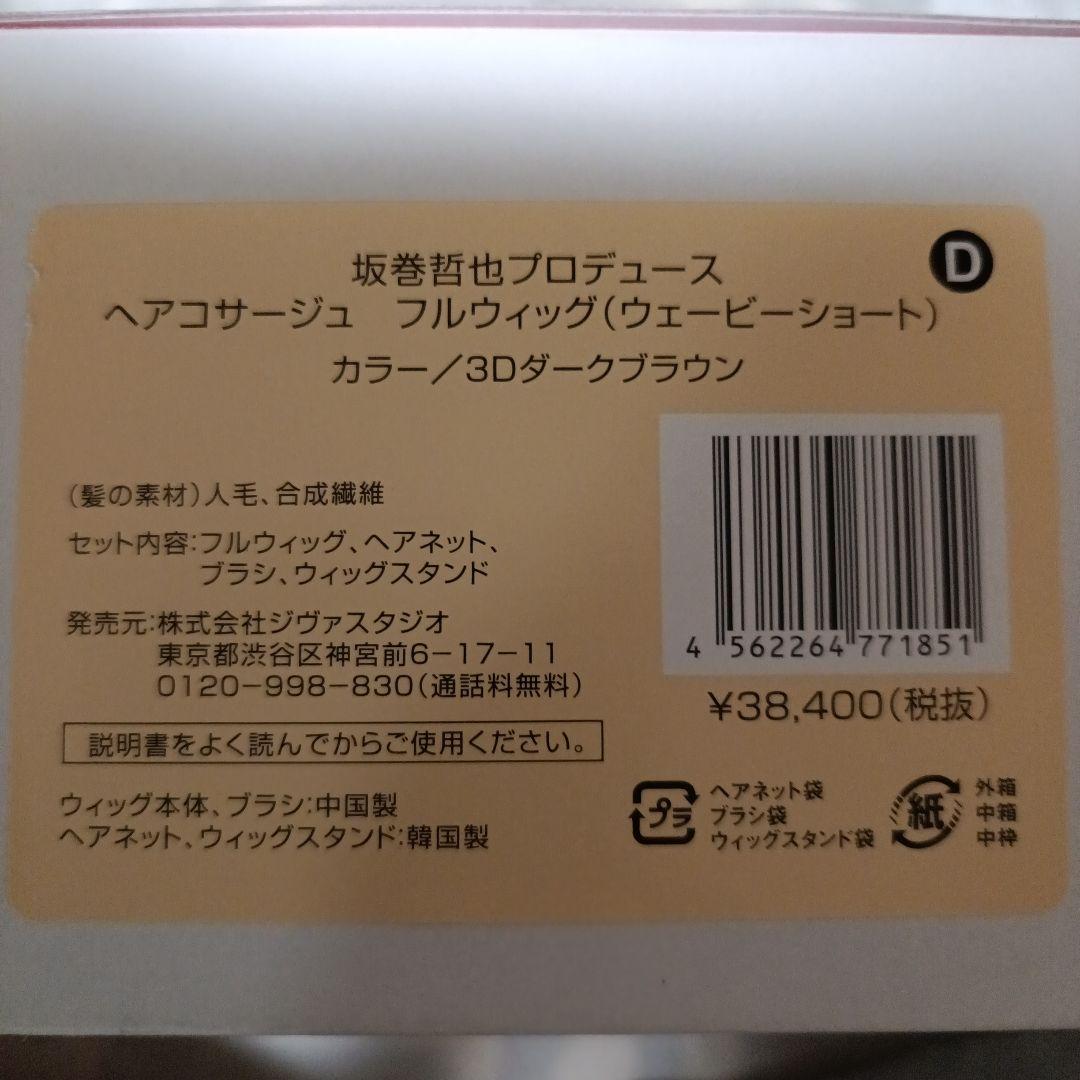 D
坂巻哲也プロデュース
ヘアコサージュ　フルウィッグ(ウェービーショート)
カラー／3Dダークブラウン
(髪の素材)人毛、合成繊維
セット内容:フルウィッグ、ヘアネット、
ブラシ、ウィッグスタンド
発売元:株式会社ジヴァスタジオ
東京都渋谷区神宮前6－17－11
0120－998－830(通話料無料)
説明書をよく読んでからご使用ください。
ウィッグ本体、ブラシ:中国製
ヘアネット、ウィッグスタンド:韓国製
4 562264 771851
¥38,400(税抜)
プラ
ヘアネット袋
ブラシ袋
ウィッグスタンド袋
紙
外箱
中箱
中枠